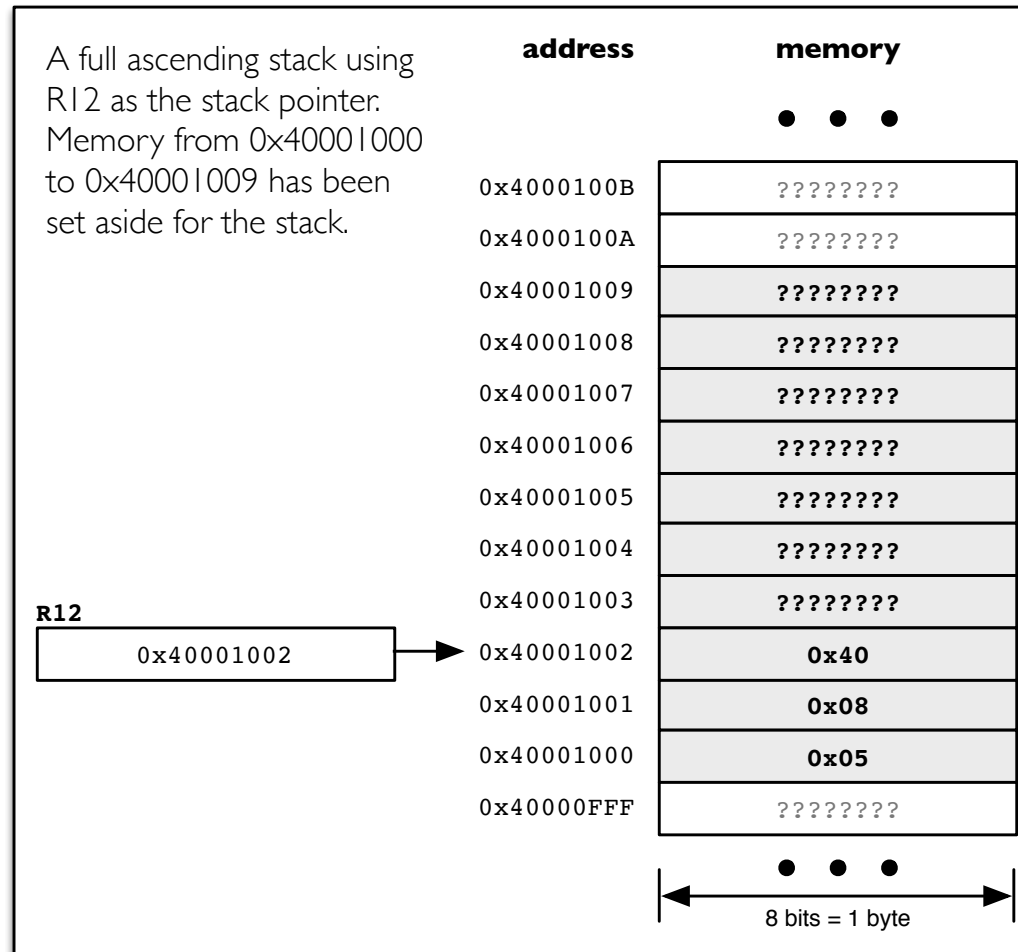 A full ascending stack using
R12 as the stack pointer.
Memory from 0x40001000
to 0x40001009 has been
set aside for the stack.
address memory
• • •
0x4000100B ????????
0x4000100A ????????
0x40001009 ????????
0x40001008 ????????
0x40001007 ????????
0x40001006 ????????
0x40001005 ????????
0x40001004 ????????
0x40001003 ????????
R12
0x40001002
0x40001002 0x40
0x40001001 0x08
0x40001000 0x05
0x40000FFF ????????
• • •
8 bits = 1 byte